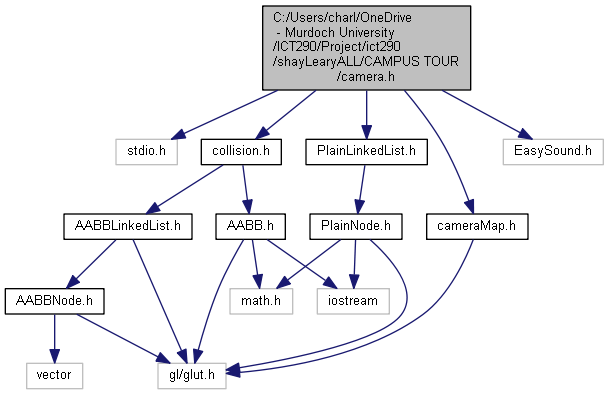 C:/Users/charl/OneDrive
- Murdoch University
/ICT290/Project/ict290
/shayLearyALL/CAMPUS TOUR
/camera.h
stdio.h
collision.h
PlainLinkedList.h
EasySound.h
AABBLinkedList.h
AABB.h
PlainNode.h
cameraMap.h
AABBNode.h
math.h
iostream
vector
gl/glut.h